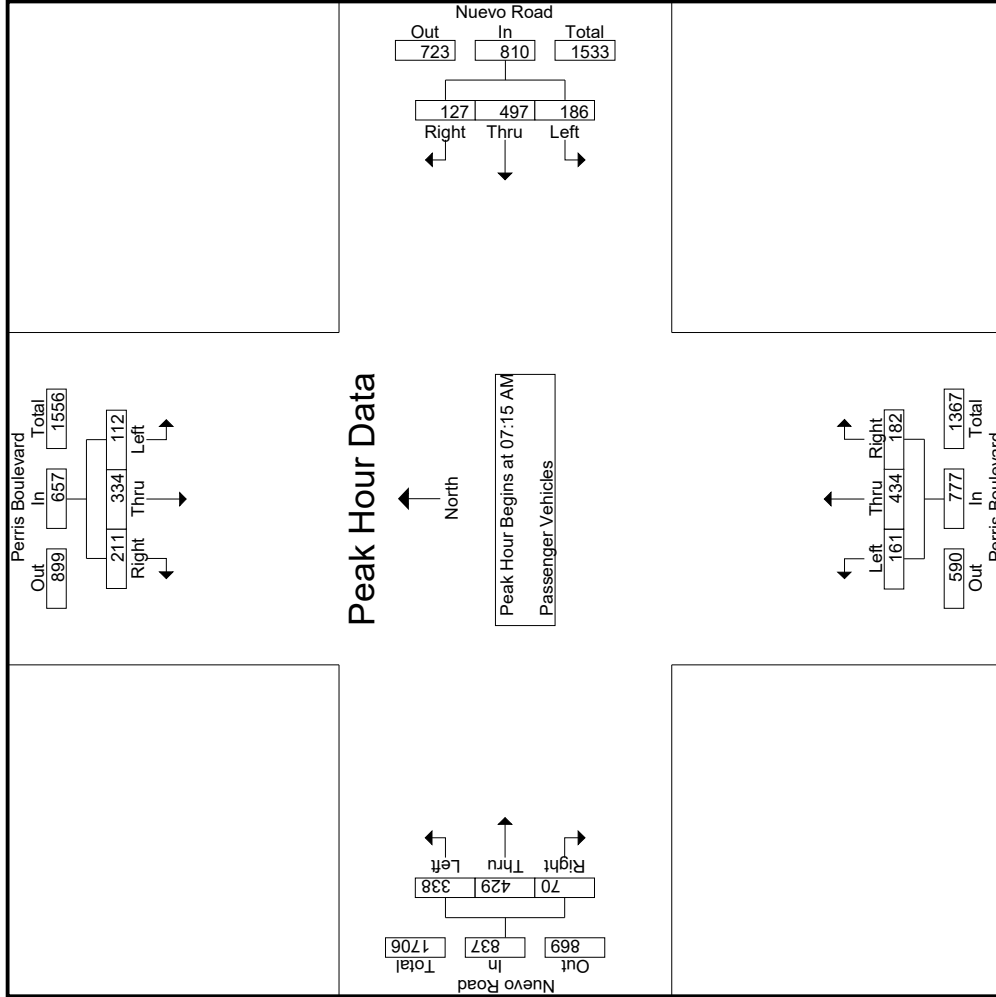 Nuevo Road
Out In Total
723 810 1533
127 497 186
Right Thru Left
Perris Boulevard
Out In Total
899 657 1556
211 334 112
Right Thru Left
Peak Hour Data
North
Peak Hour Begins at 07:15 AM
Passenger Vehicles
Left Thru Right
161 434 182
590 777 1367
Out In Total
Perris Boulevard
Left Thru Right
338 429 70
1706 837 869
Total In Out
Nuevo Road